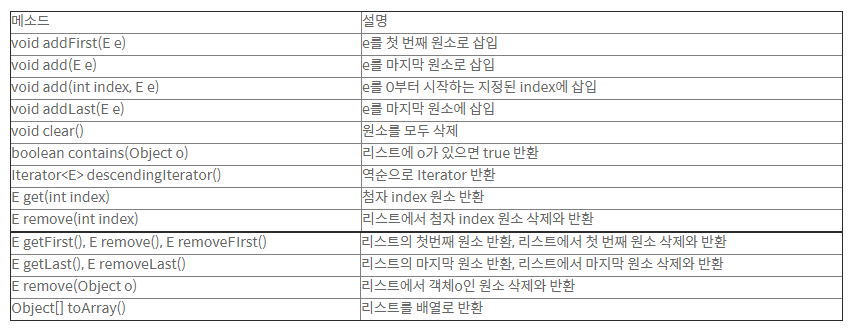 메소드 설명
void addFirst(E e) e를 첫 번째 원소로 삽입
void add(E e) e를 마지막 원소로 삽입
void add(int index, E e) e를 0부터 시작하는 지정된 index에 삽입
void addLast(E e) e를 마지막 원소에 삽입
void clear() 원소를 모두 삭제
boolean contains(Object o) 리스트에 o가 있으면 true 반환
Iterator<E> descendingIterator() 역순으로 Iterator 반환
E get(int index) 첨자 index 원소 반환
E remove(int index) 리스트에서 첨자 index 원소 삭제와 반환
E getFirst(), E remove(), E removeFIrst() 리스트의 첫번째 원소 반환, 리스트에서 첫 번째 원소 삭제와 반환
E getLast(), E removeLast() 리스트의 마지막 원소 반환, 리스트에서 마지막 원소 삭제와 반환
E remove(Object o) 리스트에서 객체o인 원소 삭제와 반환
Object[] toArray() 리스트를 배열로 반환